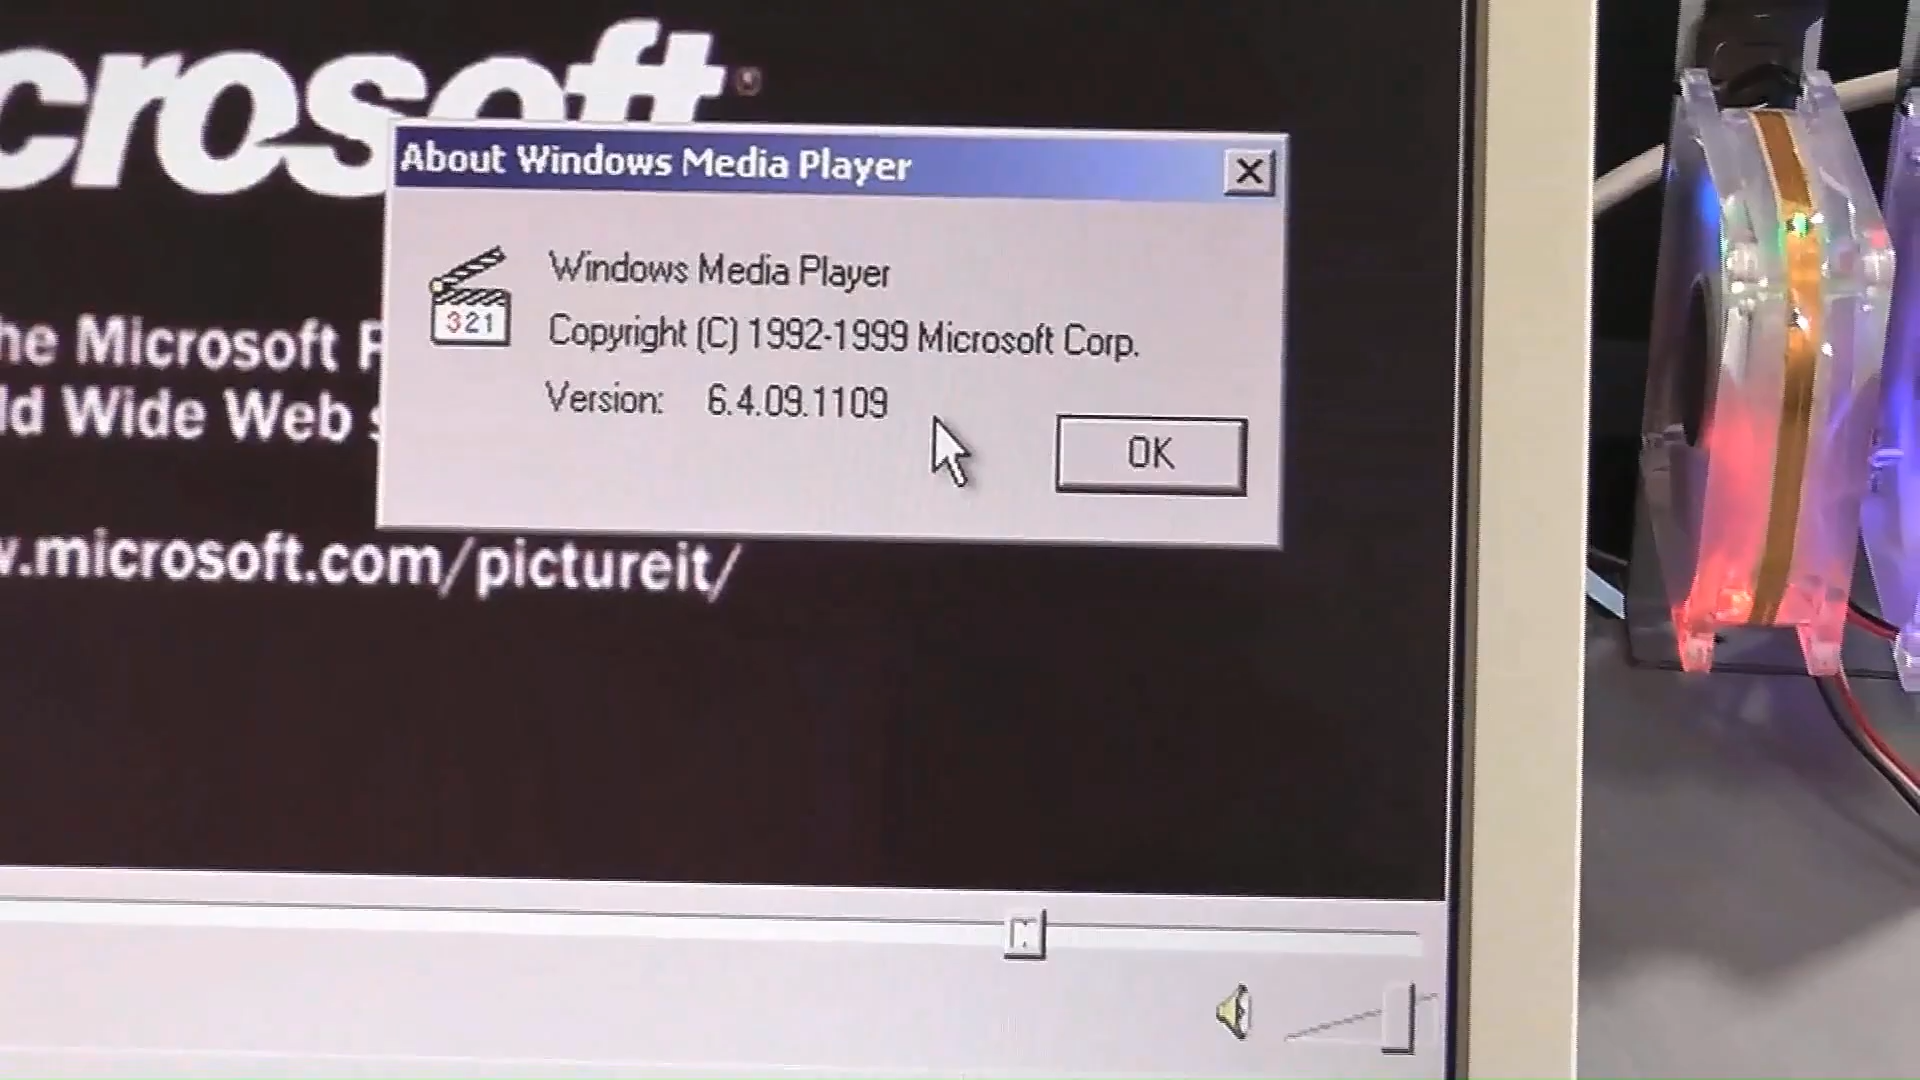 crosoft®
About Windows Media Player
321
Windows Media Player
Copyright (C) 1992-1999 Microsoft Corp.
Version: 6.4.09.1109
OK
he Microsoft P
ld Wide Web s
v.microsoft.com/pictureit/